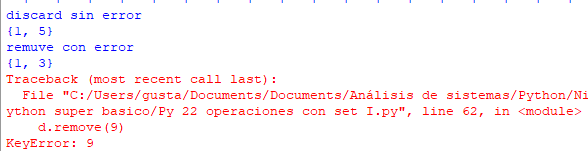 discard sin error
{1, 5}
remuve con error
{1, 3}
Traceback (most recent call last):
File "C:/Users/gusta/Documents/Documents/Análisis de sistemas/Python/Ni
ython super basico/Py 22 operaciones con set I.py", line 62, in <module>
d.remove(9)
KeyError: 9